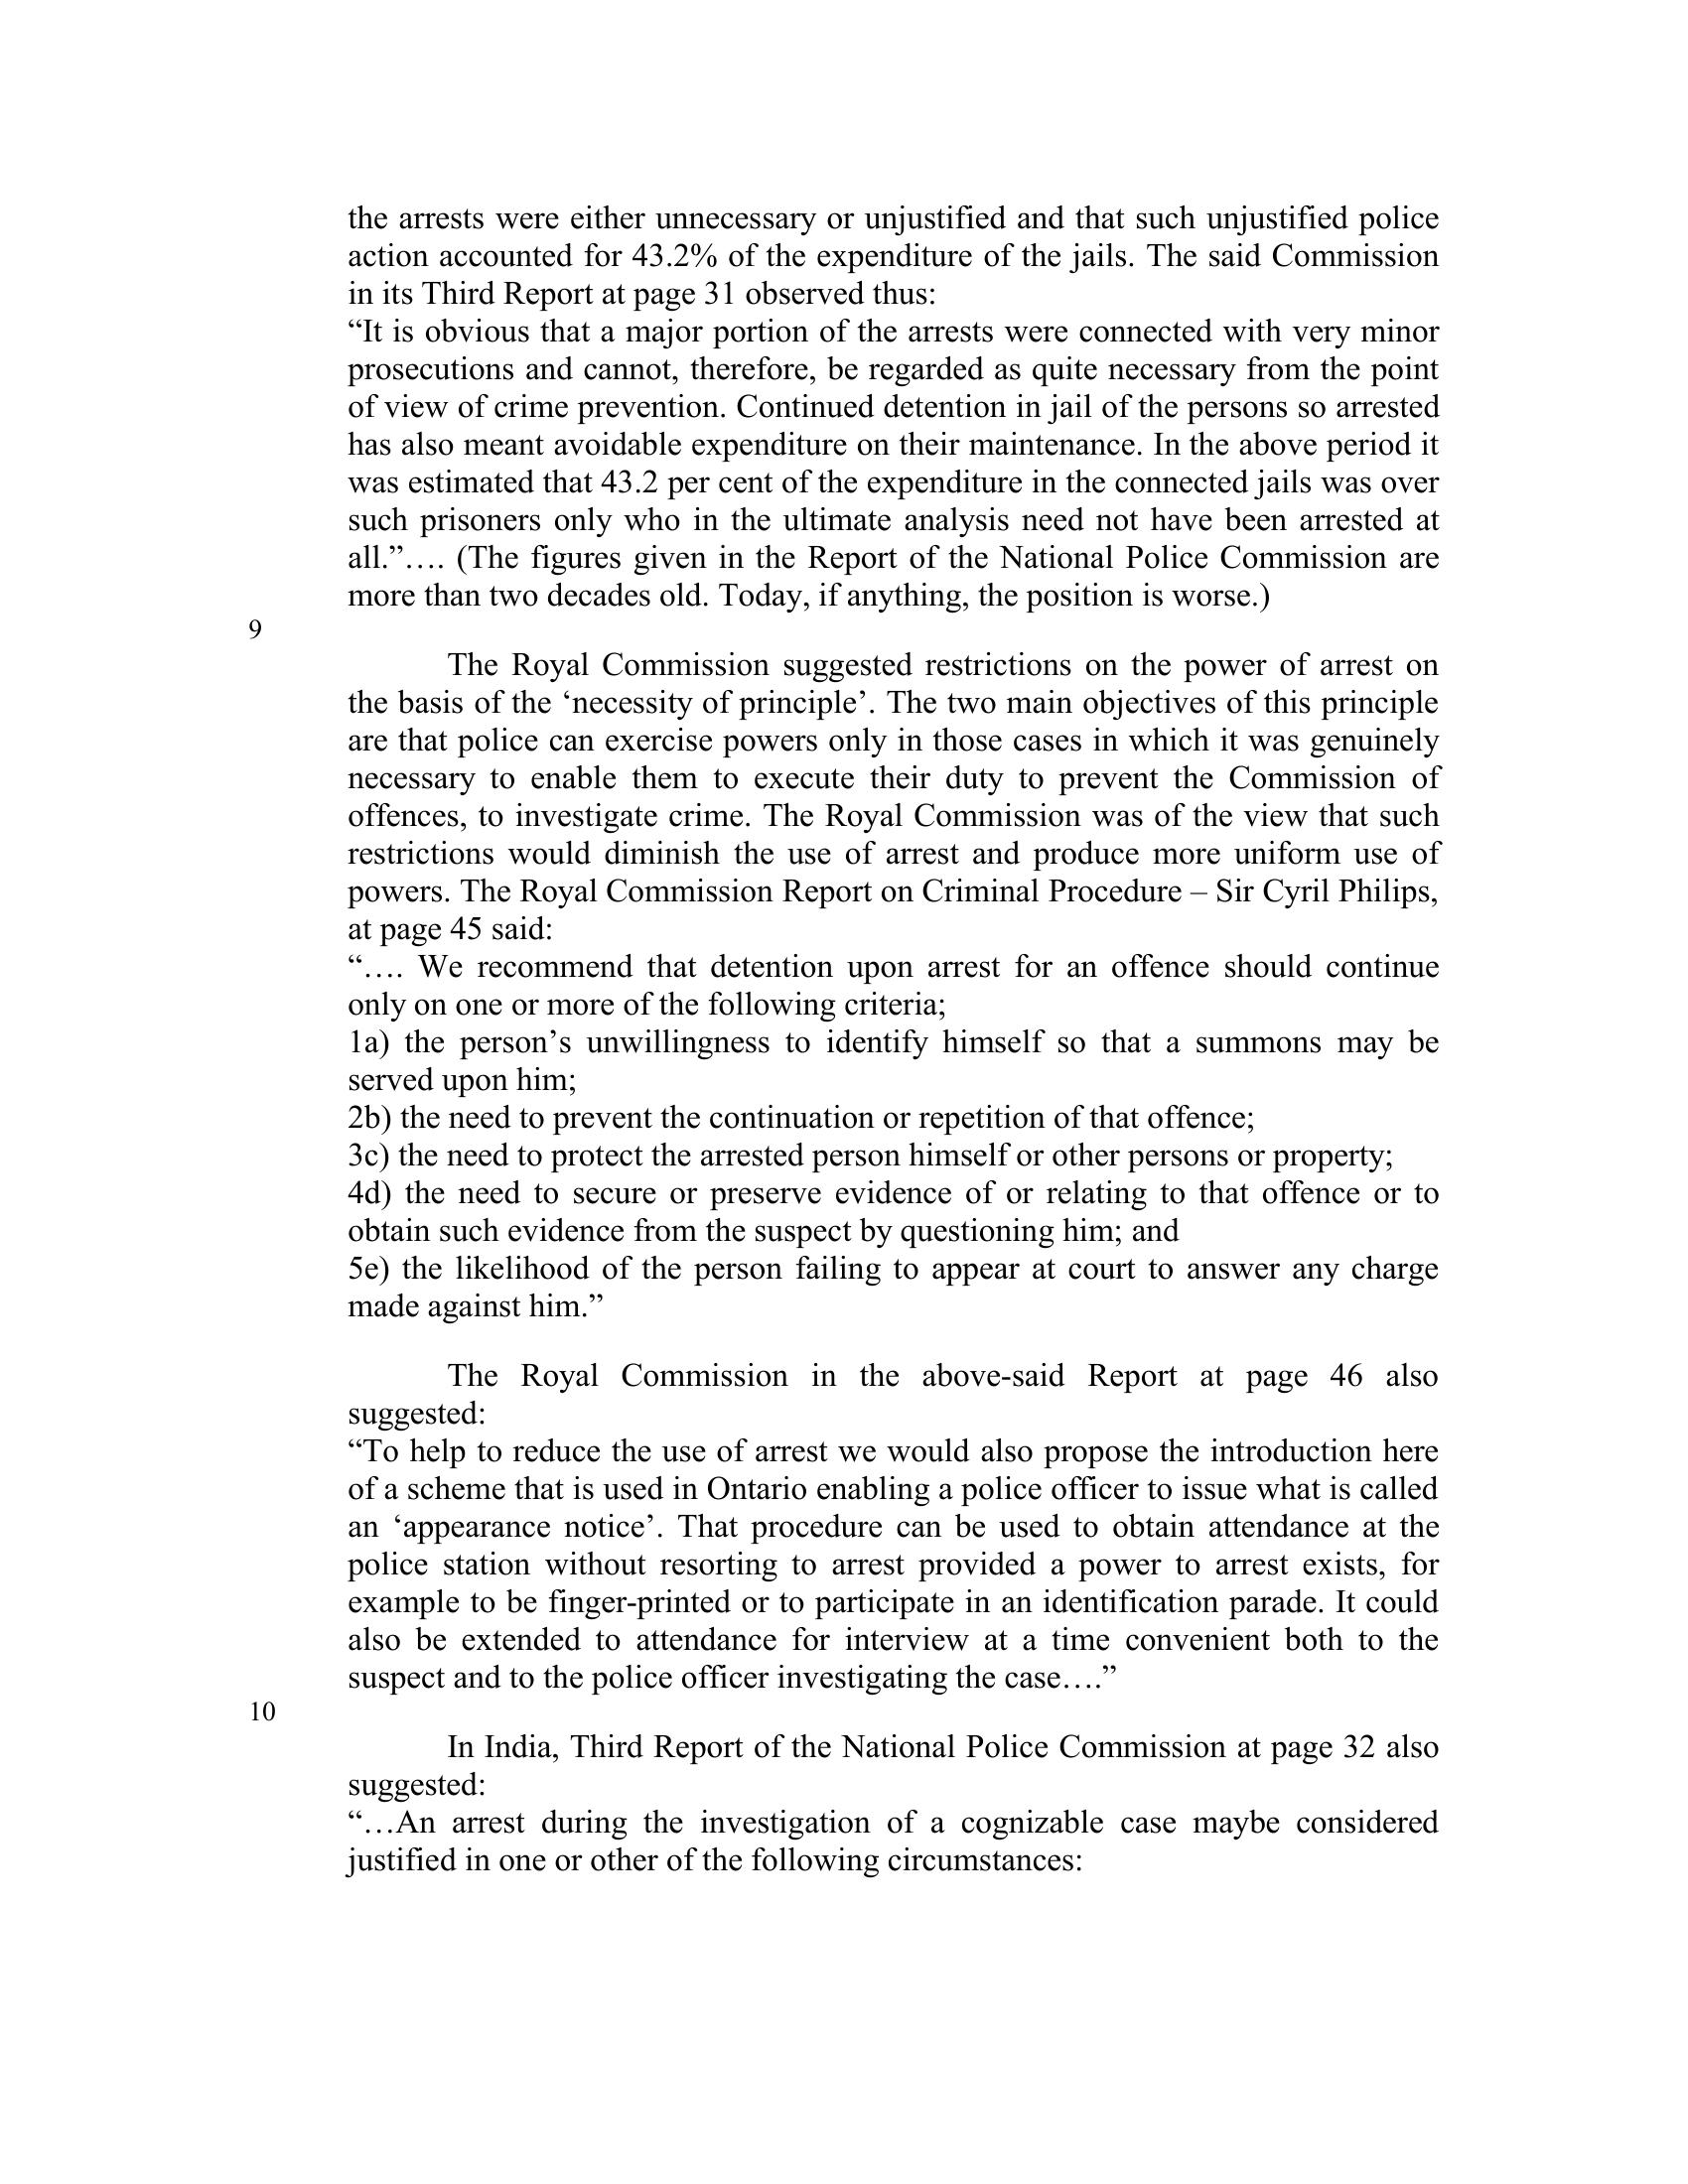 the arrests were either unnecessary or unjustified and that such unjustified police
action accounted for 43.2% of the expenditure of the jails. The said Commission
in its Third Report at page 31 observed thus:
“It is obvious that a major portion of the arrests were connected with very minor
prosecutions and cannot, therefore, be regarded as quite necessary from the point
of view of crime prevention. Continued detention in jail of the persons so arrested
has also meant avoidable expenditure on their maintenance. In the above period it
was estimated that 43.2 per cent of the expenditure in the connected jails was over
such prisoners only who in the ultimate analysis need not have been arrested at
all.”…. (The figures given in the Report of the National Police Commission are
more than two decades old. Today, if anything, the position is worse.)
9
The Royal Commission suggested restrictions on the power of arrest on
the basis of the ‘necessity of principle’. The two main objectives of this principle
are that police can exercise powers only in those cases in which it was genuinely
necessary to enable them to execute their duty to prevent the Commission of
offences, to investigate crime. The Royal Commission was of the view that such
restrictions would diminish the use of arrest and produce more uniform use of
powers. The Royal Commission Report on Criminal Procedure – Sir Cyril Philips,
at page 45 said:
“…. We recommend that detention upon arrest for an offence should continue
only on one or more of the following criteria;
1a) the person’s unwillingness to identify himself so that a summons may be
served upon him;
2b) the need to prevent the continuation or repetition of that offence;
3c) the need to protect the arrested person himself or other persons or property;
4d) the need to secure or preserve evidence of or relating to that offence or to
obtain such evidence from the suspect by questioning him; and
5e) the likelihood of the person failing to appear at court to answer any charge
made against him.”
The Royal Commission in the above-said Report at page 46 also
suggested:
“To help to reduce the use of arrest we would also propose the introduction here
of a scheme that is used in Ontario enabling a police officer to issue what is called
an ‘appearance notice’. That procedure can be used to obtain attendance at the
police station without resorting to arrest provided a power to arrest exists, for
example to be finger-printed or to participate in an identification parade. It could
also be extended to attendance for interview at a time convenient both to the
suspect and to the police officer investigating the case….”
10
In India, Third Report of the National Police Commission at page 32 also
suggested:
“…An arrest during the investigation of a cognizable case maybe considered
justified in one or other of the following circumstances: